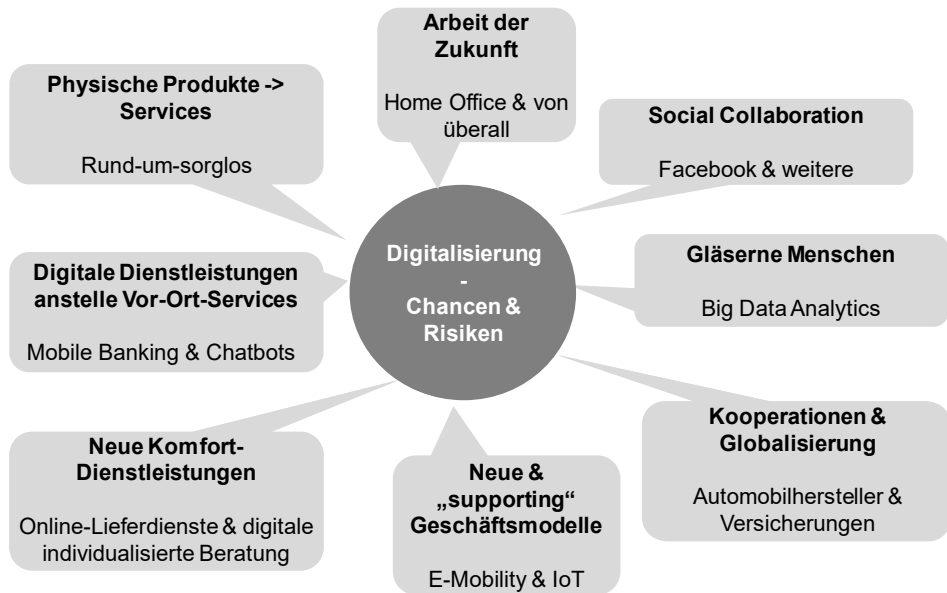 Arbeit der
Zukunft
Home Office & von
überall
Physische Produkte ->
Services
Rund-um-sorglos
Social Collaboration
Facebook & weitere
Digitalisierung
-
Chancen &
Risiken
Gläserne Menschen
Big Data Analytics
Digitale Dienstleistungen
anstelle Vor-Ort-Services
Mobile Banking & Chatbots
Kooperationen &
Globalisierung
Automobilhersteller &
Versicherungen
Neue Komfort-
Dienstleistungen
Online-Lieferdienste & digitale
individualisierte Beratung
Neue &
„supporting“
Geschäftsmodelle
E-Mobility & IoT